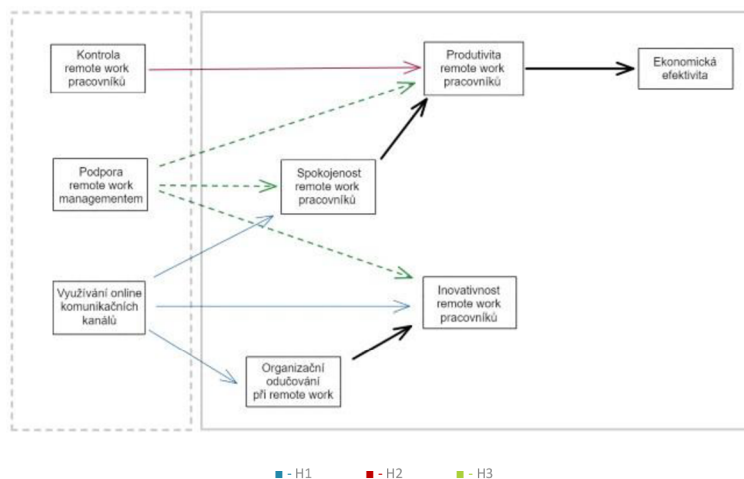 Kontrola
remote work
pracovníků
Produtivita
remote work
pracovníků
Ekonomická
efektivita
Podpora
remote work
managementem
Spokojenost
remote work
pracovníků
Využívání online
komunikačních
kanálů
Inovativnost
remote work
pracovníků
Organizační
odučování
při remote work
- H1
- H2
- H3